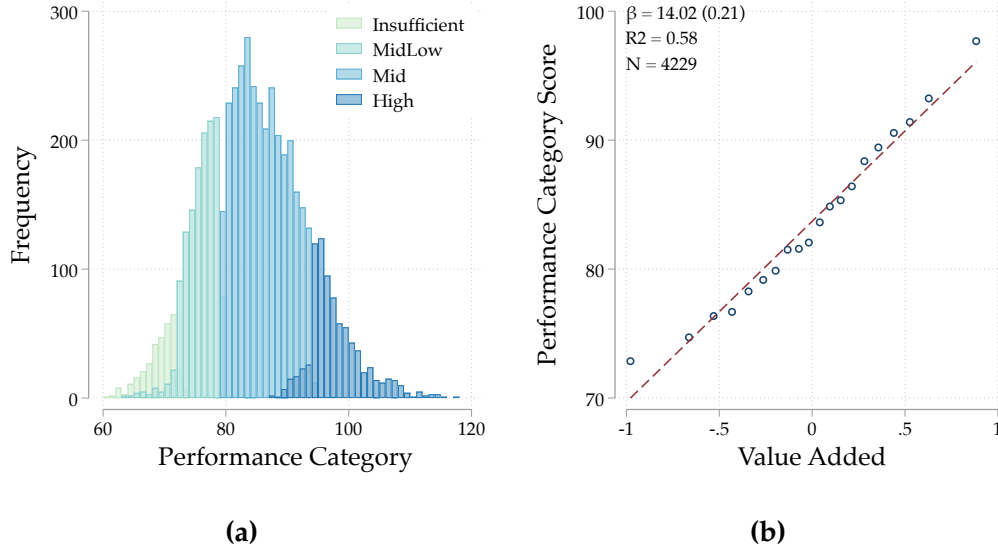 300
200
100
0
60
80
100
120
Frequency
Performance Category
Insufficient
MidLow
Mid
High
(a)
β = 14.02 (0.21)
R2 = 0.58
N = 4229
100
90
80
70
-1
-.5
0
.5
1
Performance Category Score
Value Added
(b)